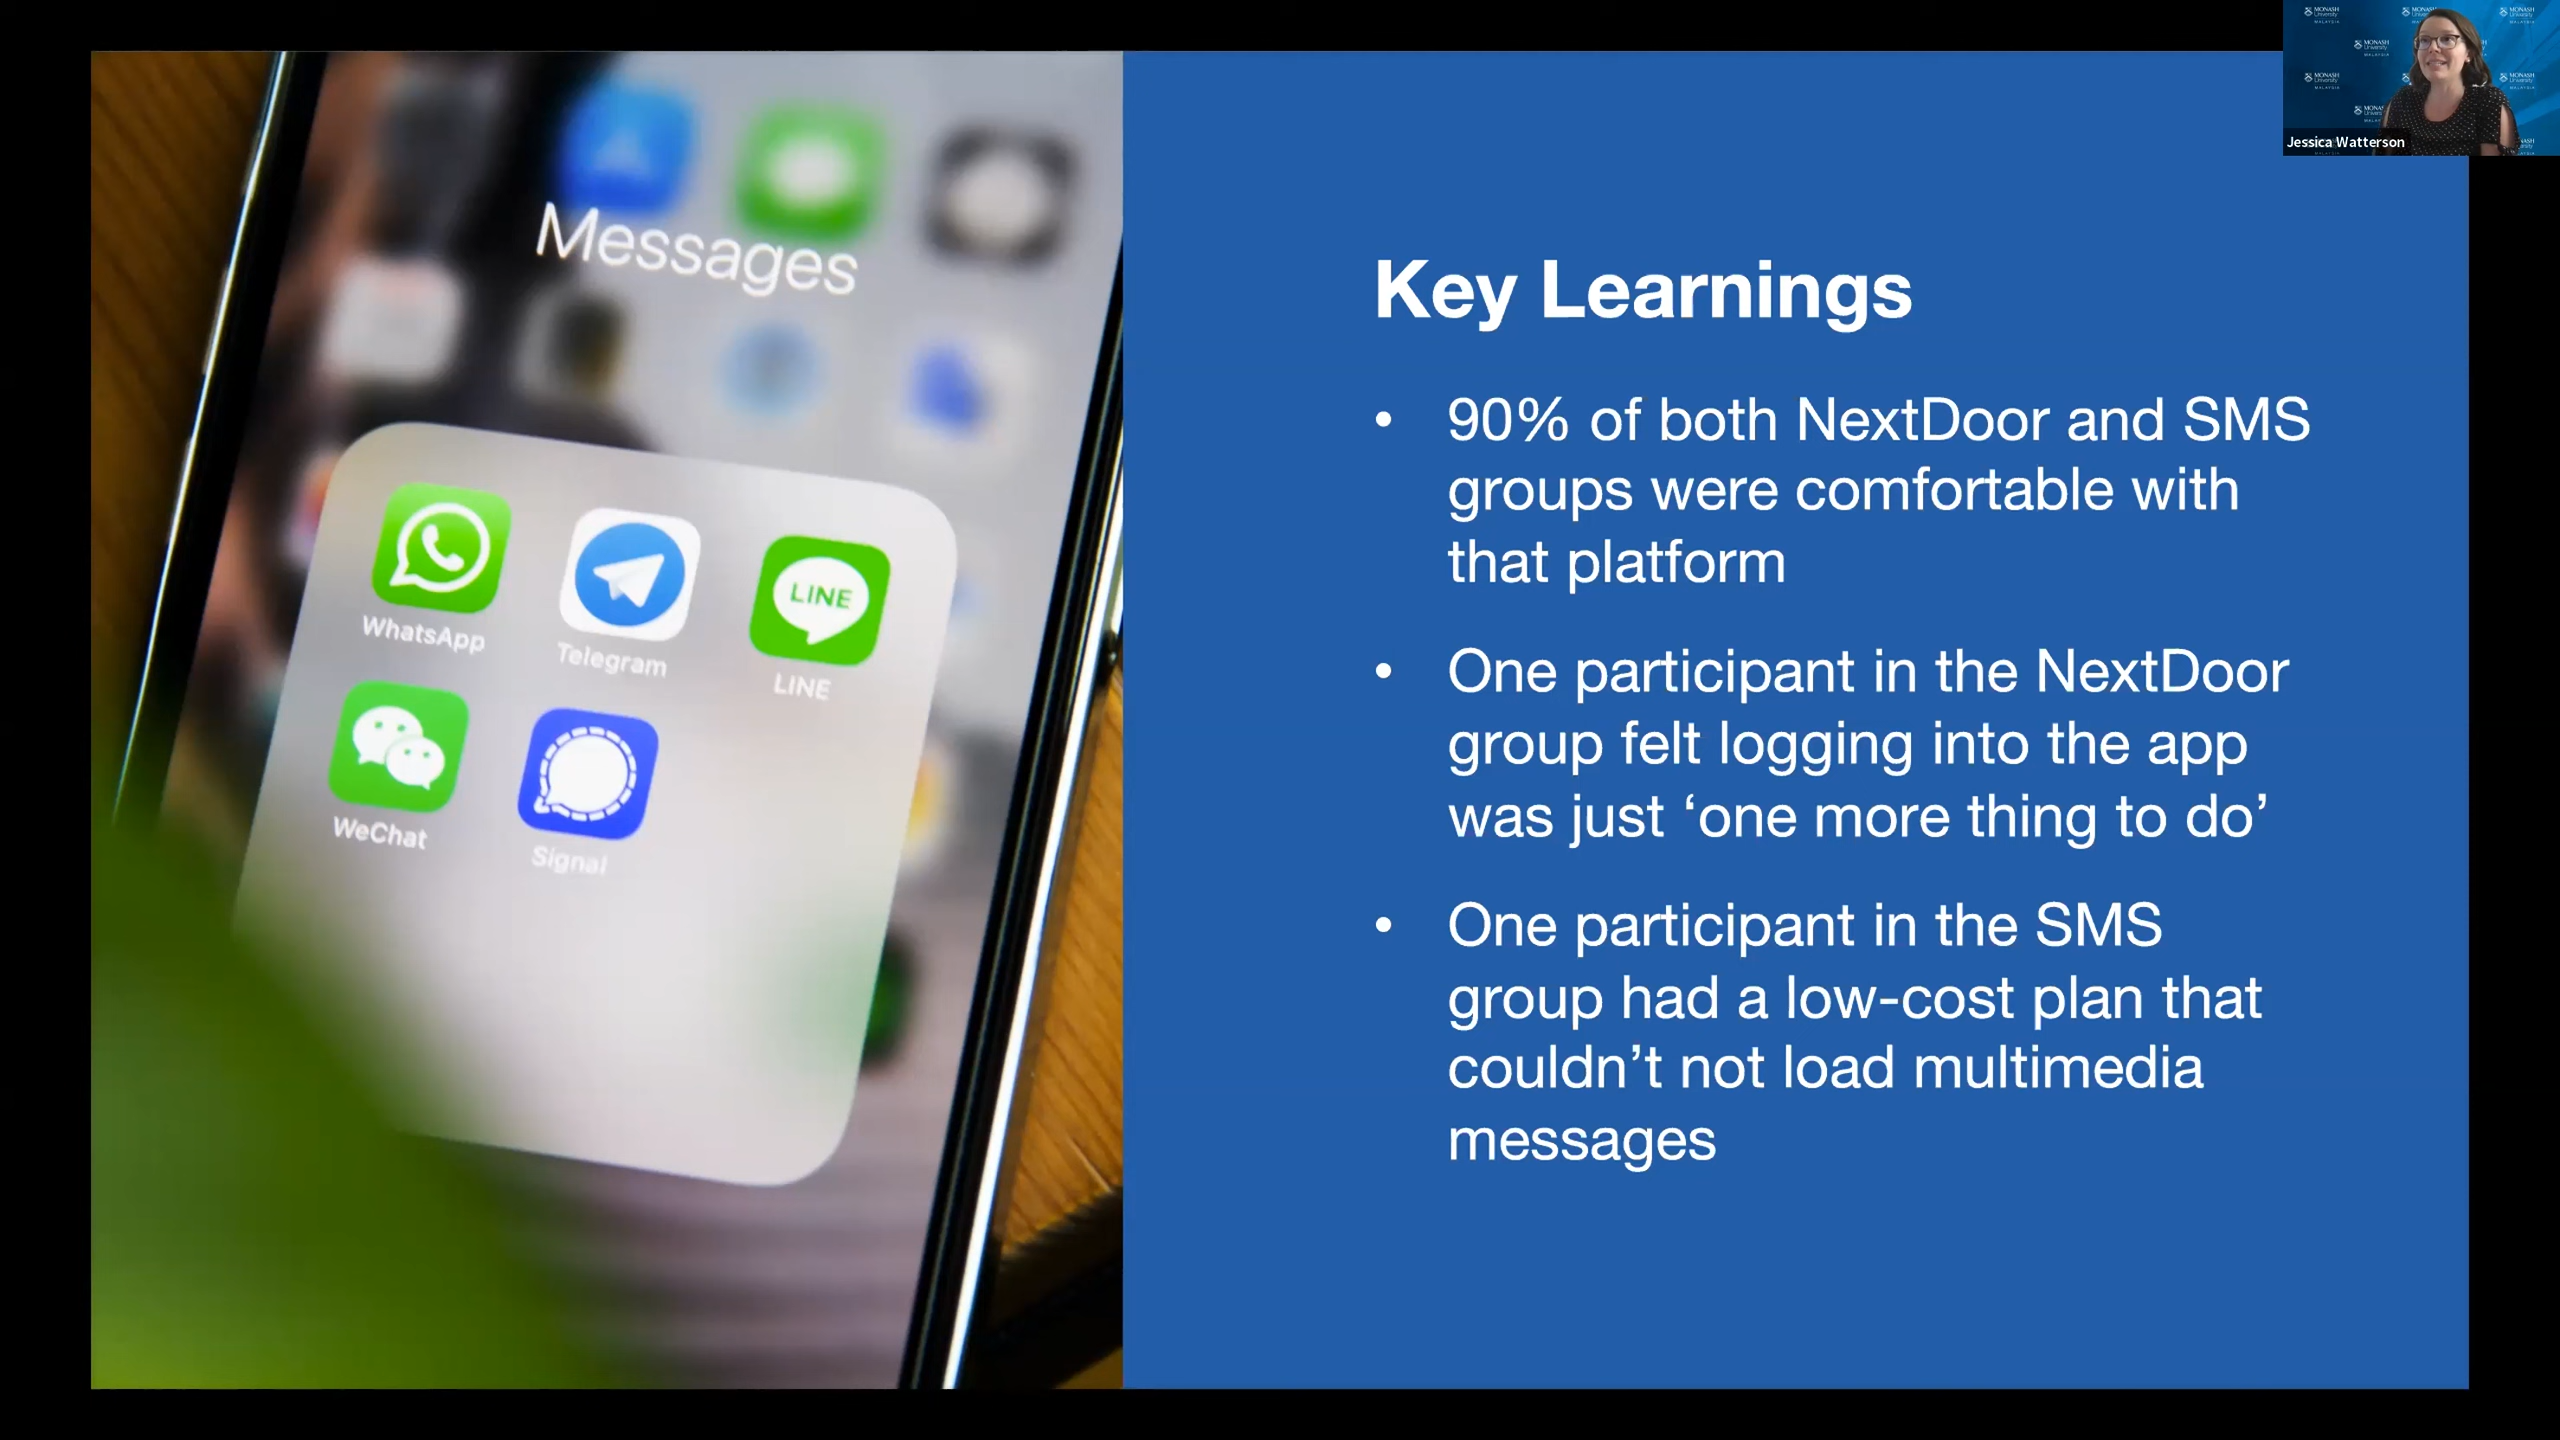 MONASH
University
MALAYSIA
Jessica Watterson
Messages
WhatsApp
Telegram
LINE
LINE
WeChat
Signal
Key Learnings
• 90% of both NextDoor and SMS
groups were comfortable with
that platform
• One participant in the NextDoor
group felt logging into the app
was just ‘one more thing to do’
• One participant in the SMS
group had a low-cost plan that
couldn’t not load multimedia
messages